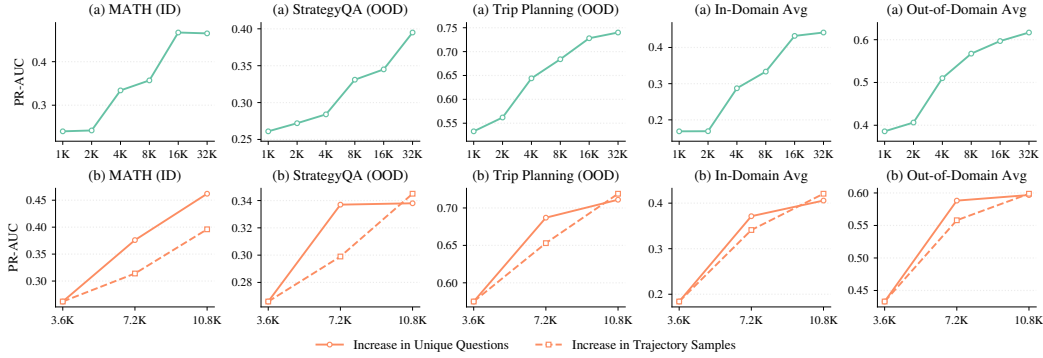 (a) MATH (ID)
(a) StrategyQA (OOD)
(a) Trip Planning (OOD)
(a) In-Domain Avg
(a) Out-of-Domain Avg
PR-AUC
0.4
0.3
1K 2K 4K 8K 16K 32K
0.40
0.35
0.30
0.25
1K 2K 4K 8K 16K 32K
0.75
0.70
0.65
0.60
0.55
1K 2K 4K 8K 16K 32K
0.4
0.3
0.2
1K 2K 4K 8K 16K 32K
0.6
0.5
0.4
1K 2K 4K 8K 16K 32K
(b) MATH (ID)
(b) StrategyQA (OOD)
(b) Trip Planning (OOD)
(b) In-Domain Avg
(b) Out-of-Domain Avg
PR-AUC
0.45
0.40
0.35
0.30
3.6K 7.2K 10.8K
0.34
0.32
0.30
0.28
3.6K 7.2K 10.8K
0.70
0.65
0.60
3.6K 7.2K 10.8K
0.4
0.3
0.2
3.6K 7.2K 10.8K
0.60
0.55
0.50
0.45
3.6K 7.2K 10.8K
Increase in Unique Questions
Increase in Trajectory Samples